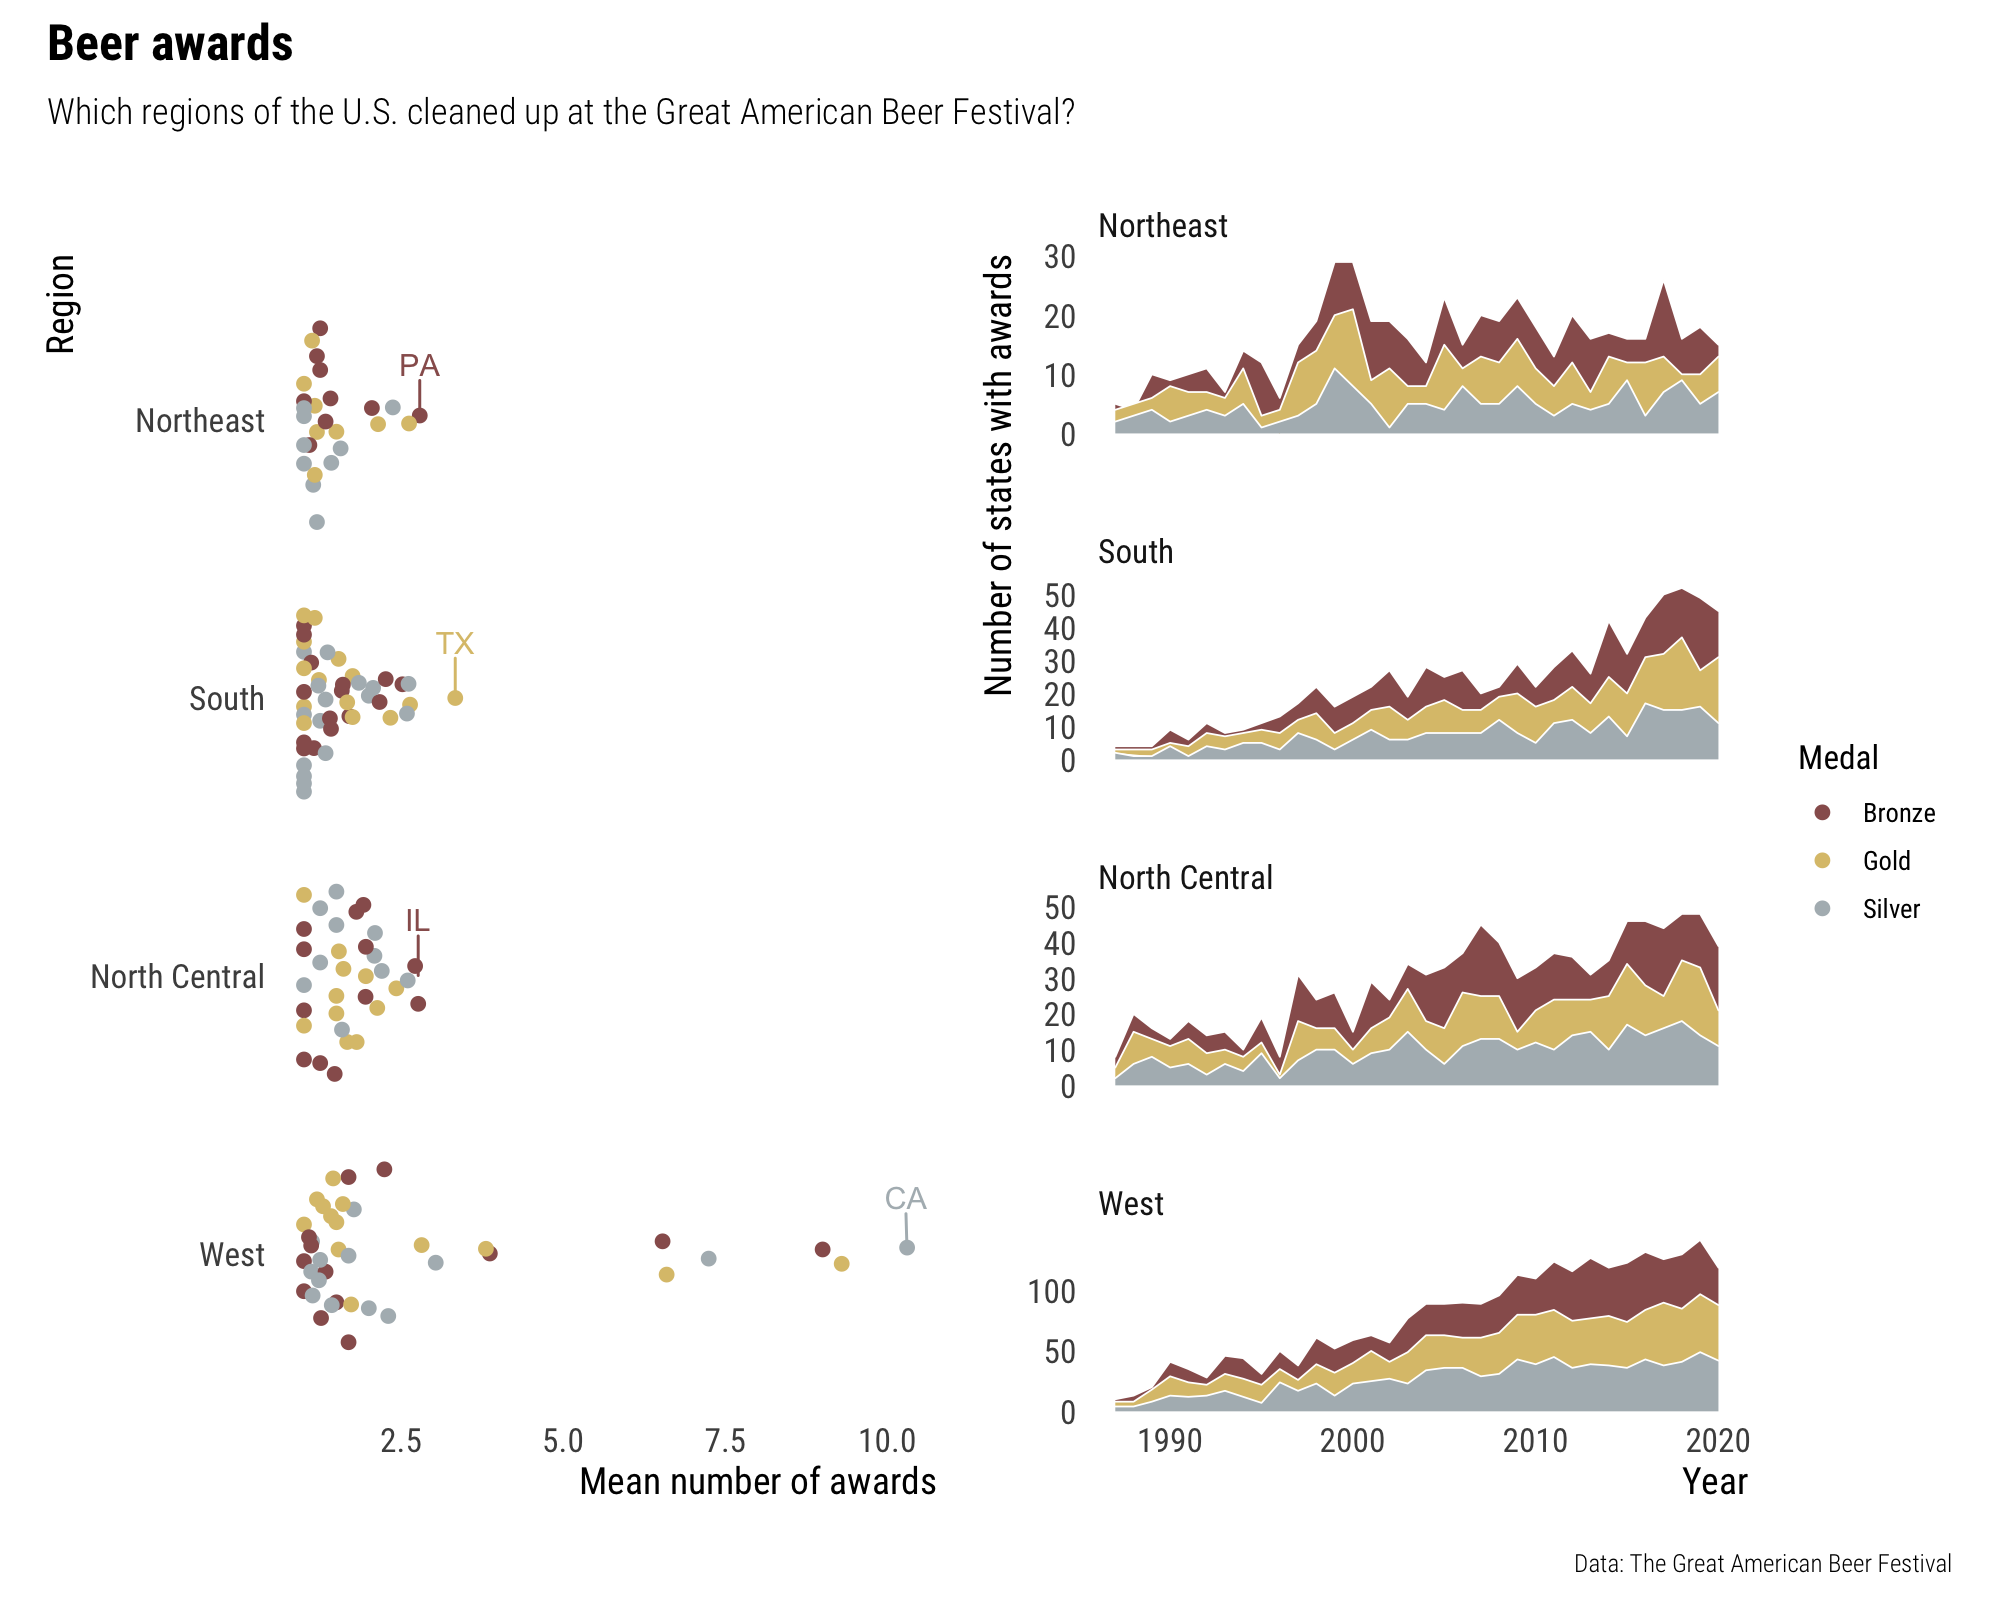 Beer awards
Which regions of the U.S. cleaned up at the Great American Beer Festival?
Region
Northeast
South
North Central
West
PA
TX
IL
CA
2.5 5.0 7.5 10.0
Mean number of awards
Number of states with awards
Northeast
30
20
10
0
South
50
40
30
20
10
0
North Central
50
40
30
20
10
0
West
100
50
0
1990 2000 2010 2020
Year
Medal
Bronze
Gold
Silver
Data: The Great American Beer Festival